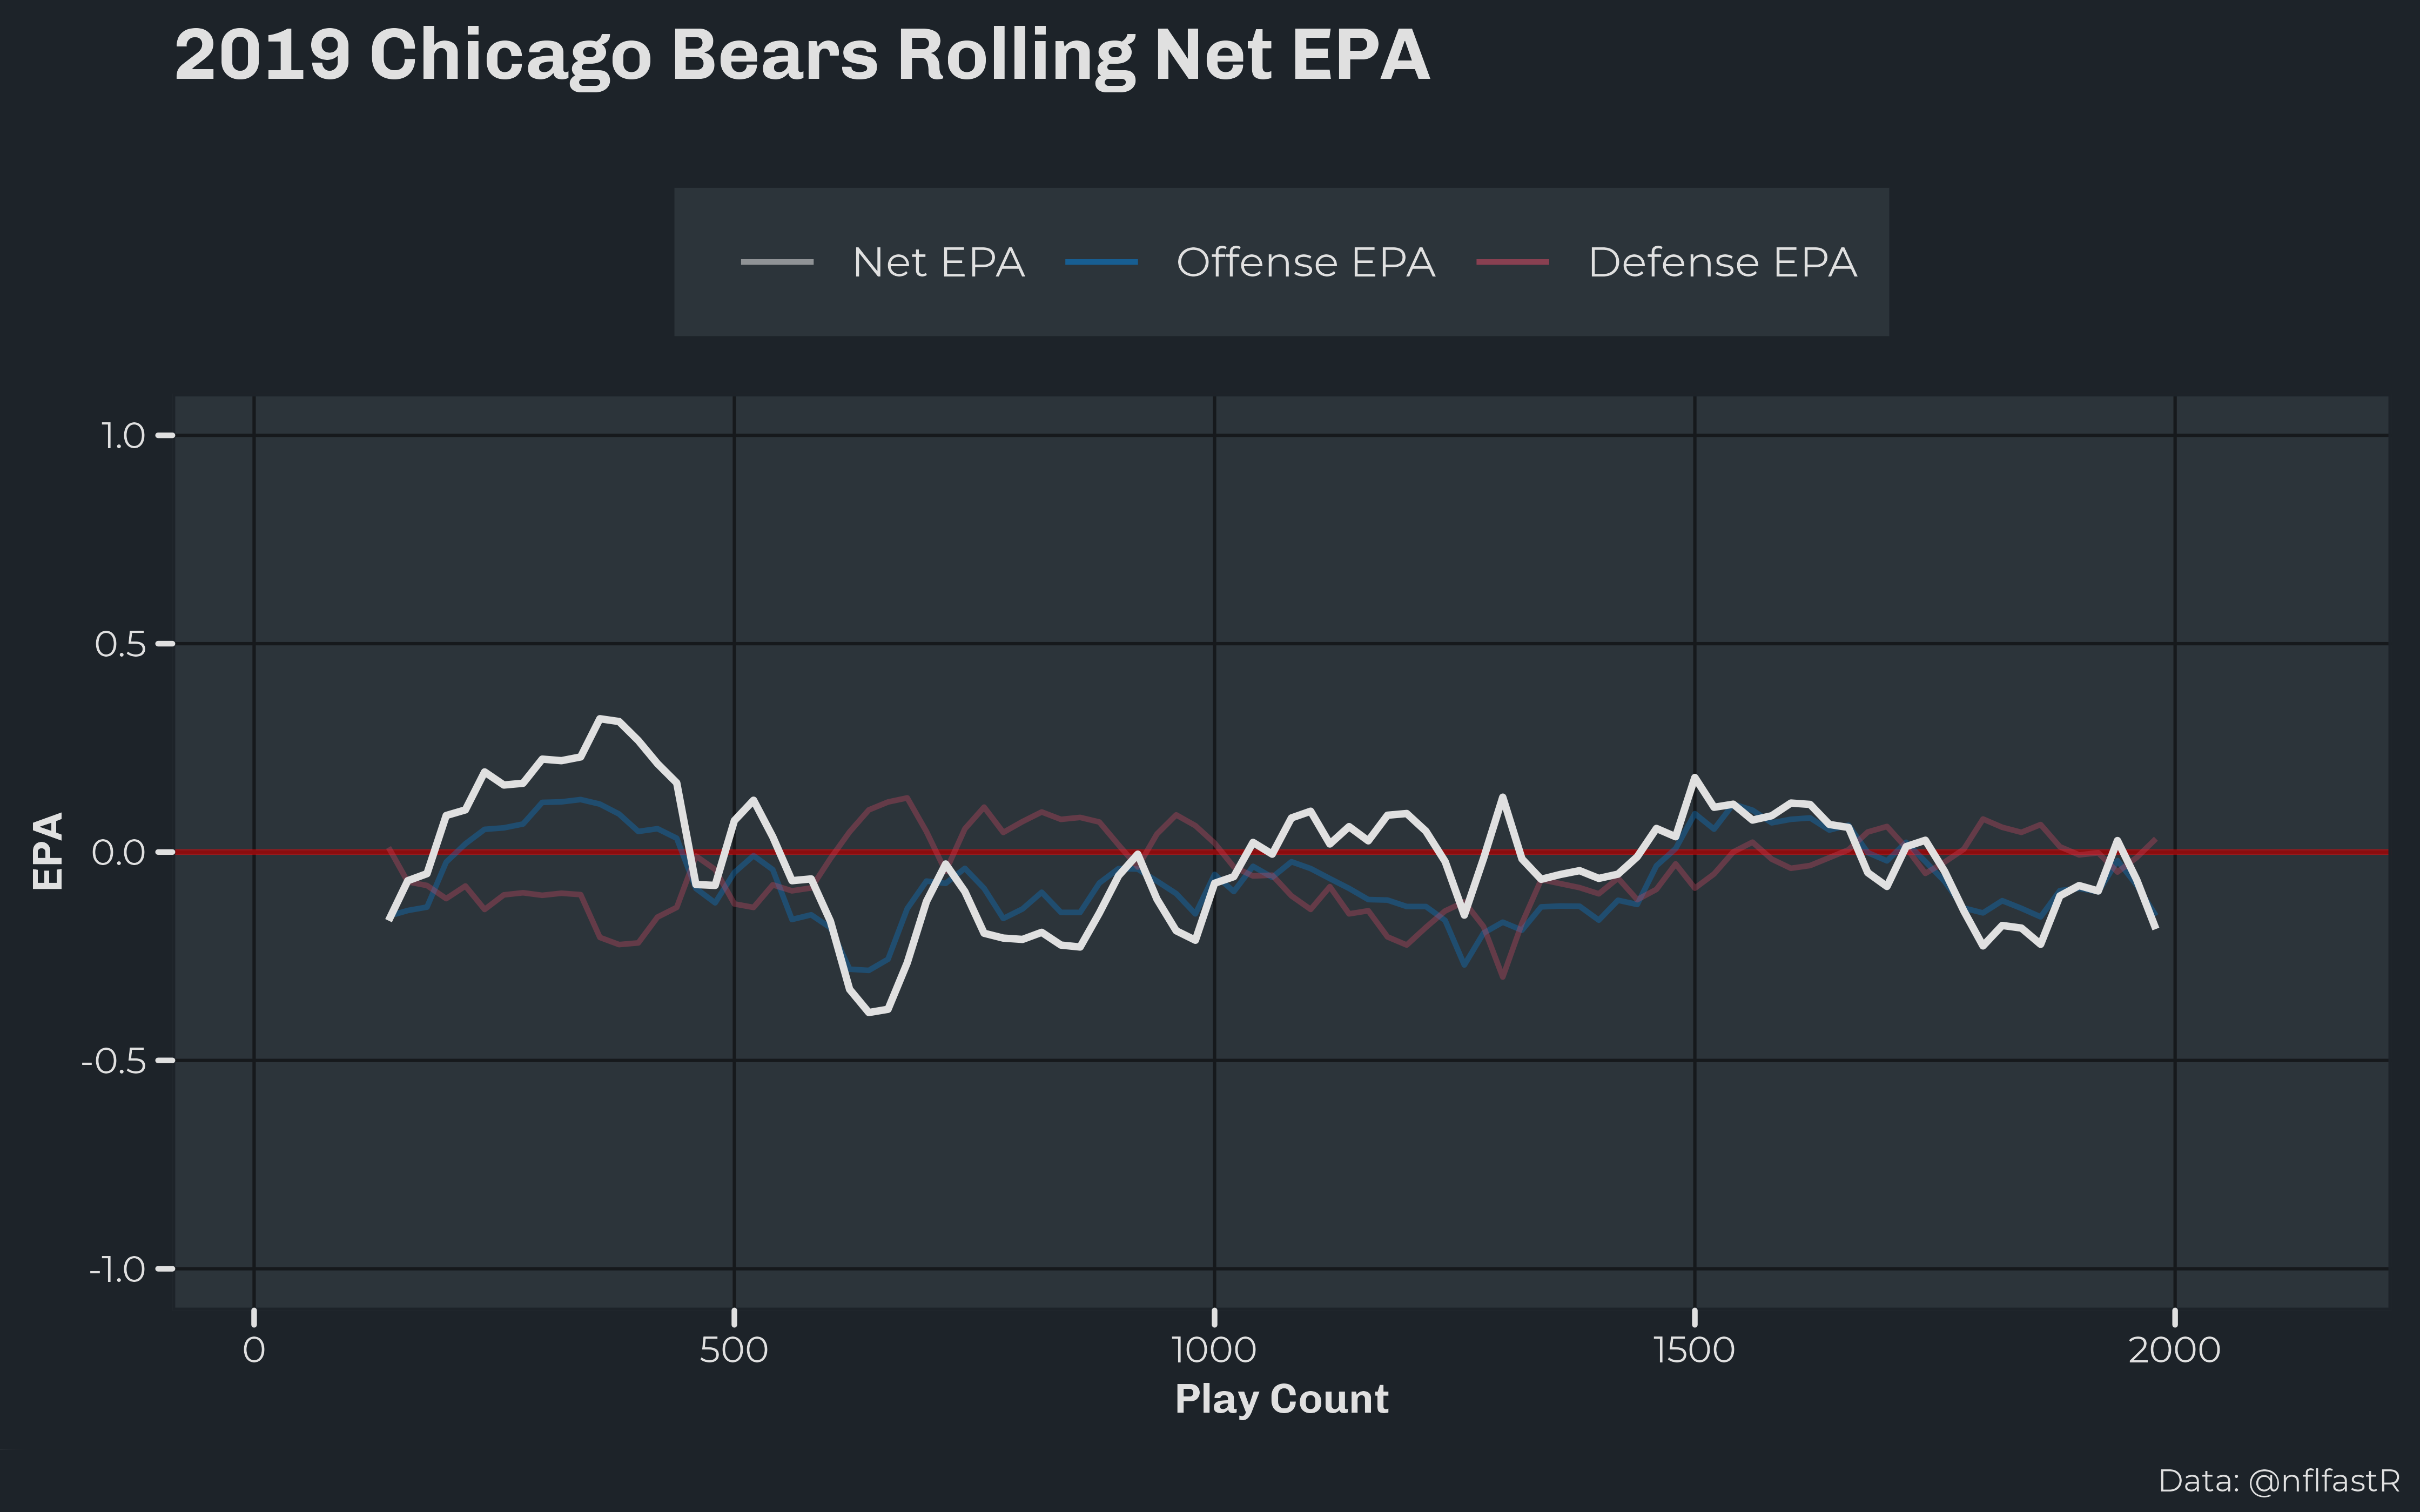 2019 Chicago Bears Rolling Net EPA
Net EPA Offense EPA Defense EPA
1.0
0.5
0.0
-0.5
-1.0
EPA
0 500 1000 1500 2000
Play Count
Data: @nflfastR